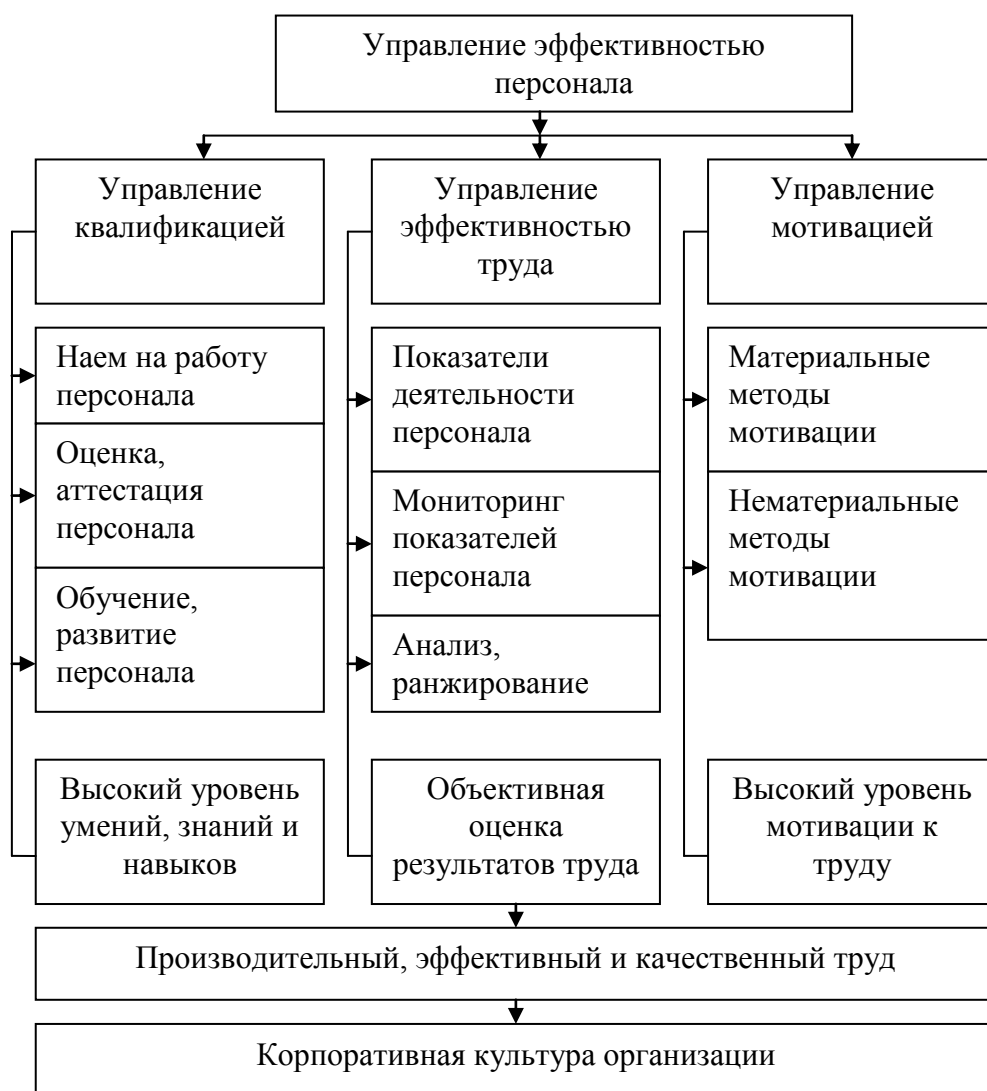 Управление эффективностью
персонала
Управление
квалификацией
Управление
эффективностью
труда
Управление
мотивацией
Наем на работу
персонала
Оценка,
аттестация
персонала
Обучение,
развитие
персонала
Показатели
деятельности
персонала
Мониторинг
показателей
персонала
Анализ,
ранжирование
Материальные
методы
мотивации
Нематериальные
методы
мотивации
Высокий уровень
умений, знаний и
навыков
Объективная
оценка
результатов труда
Высокий уровень
мотивации к
труду
Производительный, эффективный и качественный труд
Корпоративная культура организации